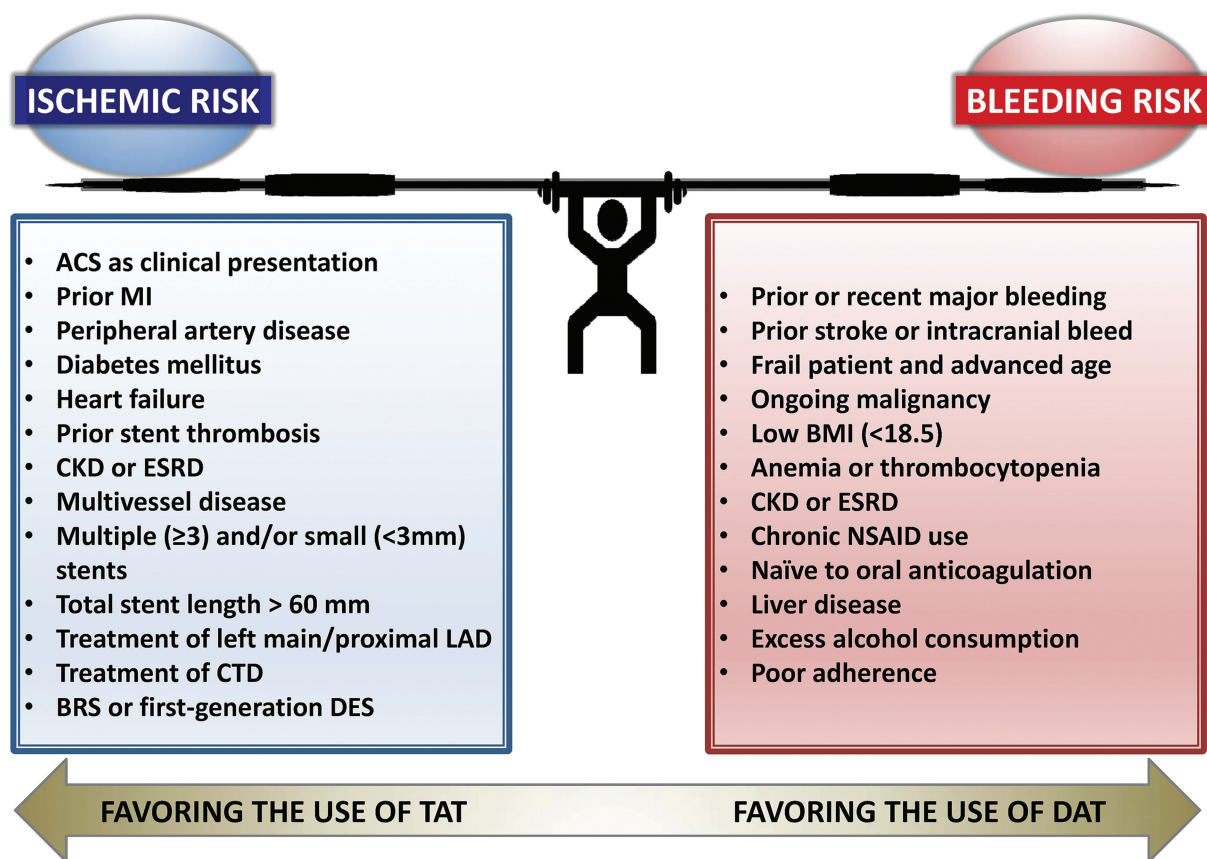 ISCHEMIC RISK
BLEEDING RISK
• ACS as clinical presentation
• Prior MI
• Peripheral artery disease
• Diabetes mellitus
• Heart failure
• Prior stent thrombosis
• CKD or ESRD
• Multivessel disease
• Multiple (≥3) and/or small (<3mm)
stents
• Total stent length > 60 mm
• Treatment of left main/proximal LAD
• Treatment of CTD
• BRS or first-generation DES
• Prior or recent major bleeding
• Prior stroke or intracranial bleed
• Frail patient and advanced age
• Ongoing malignancy
• Low BMI (<18.5)
• Anemia or thrombocytopenia
• CKD or ESRD
• Chronic NSAID use
• Naïve to oral anticoagulation
• Liver disease
• Excess alcohol consumption
• Poor adherence
FAVORING THE USE OF TAT
FAVORING THE USE OF DAT